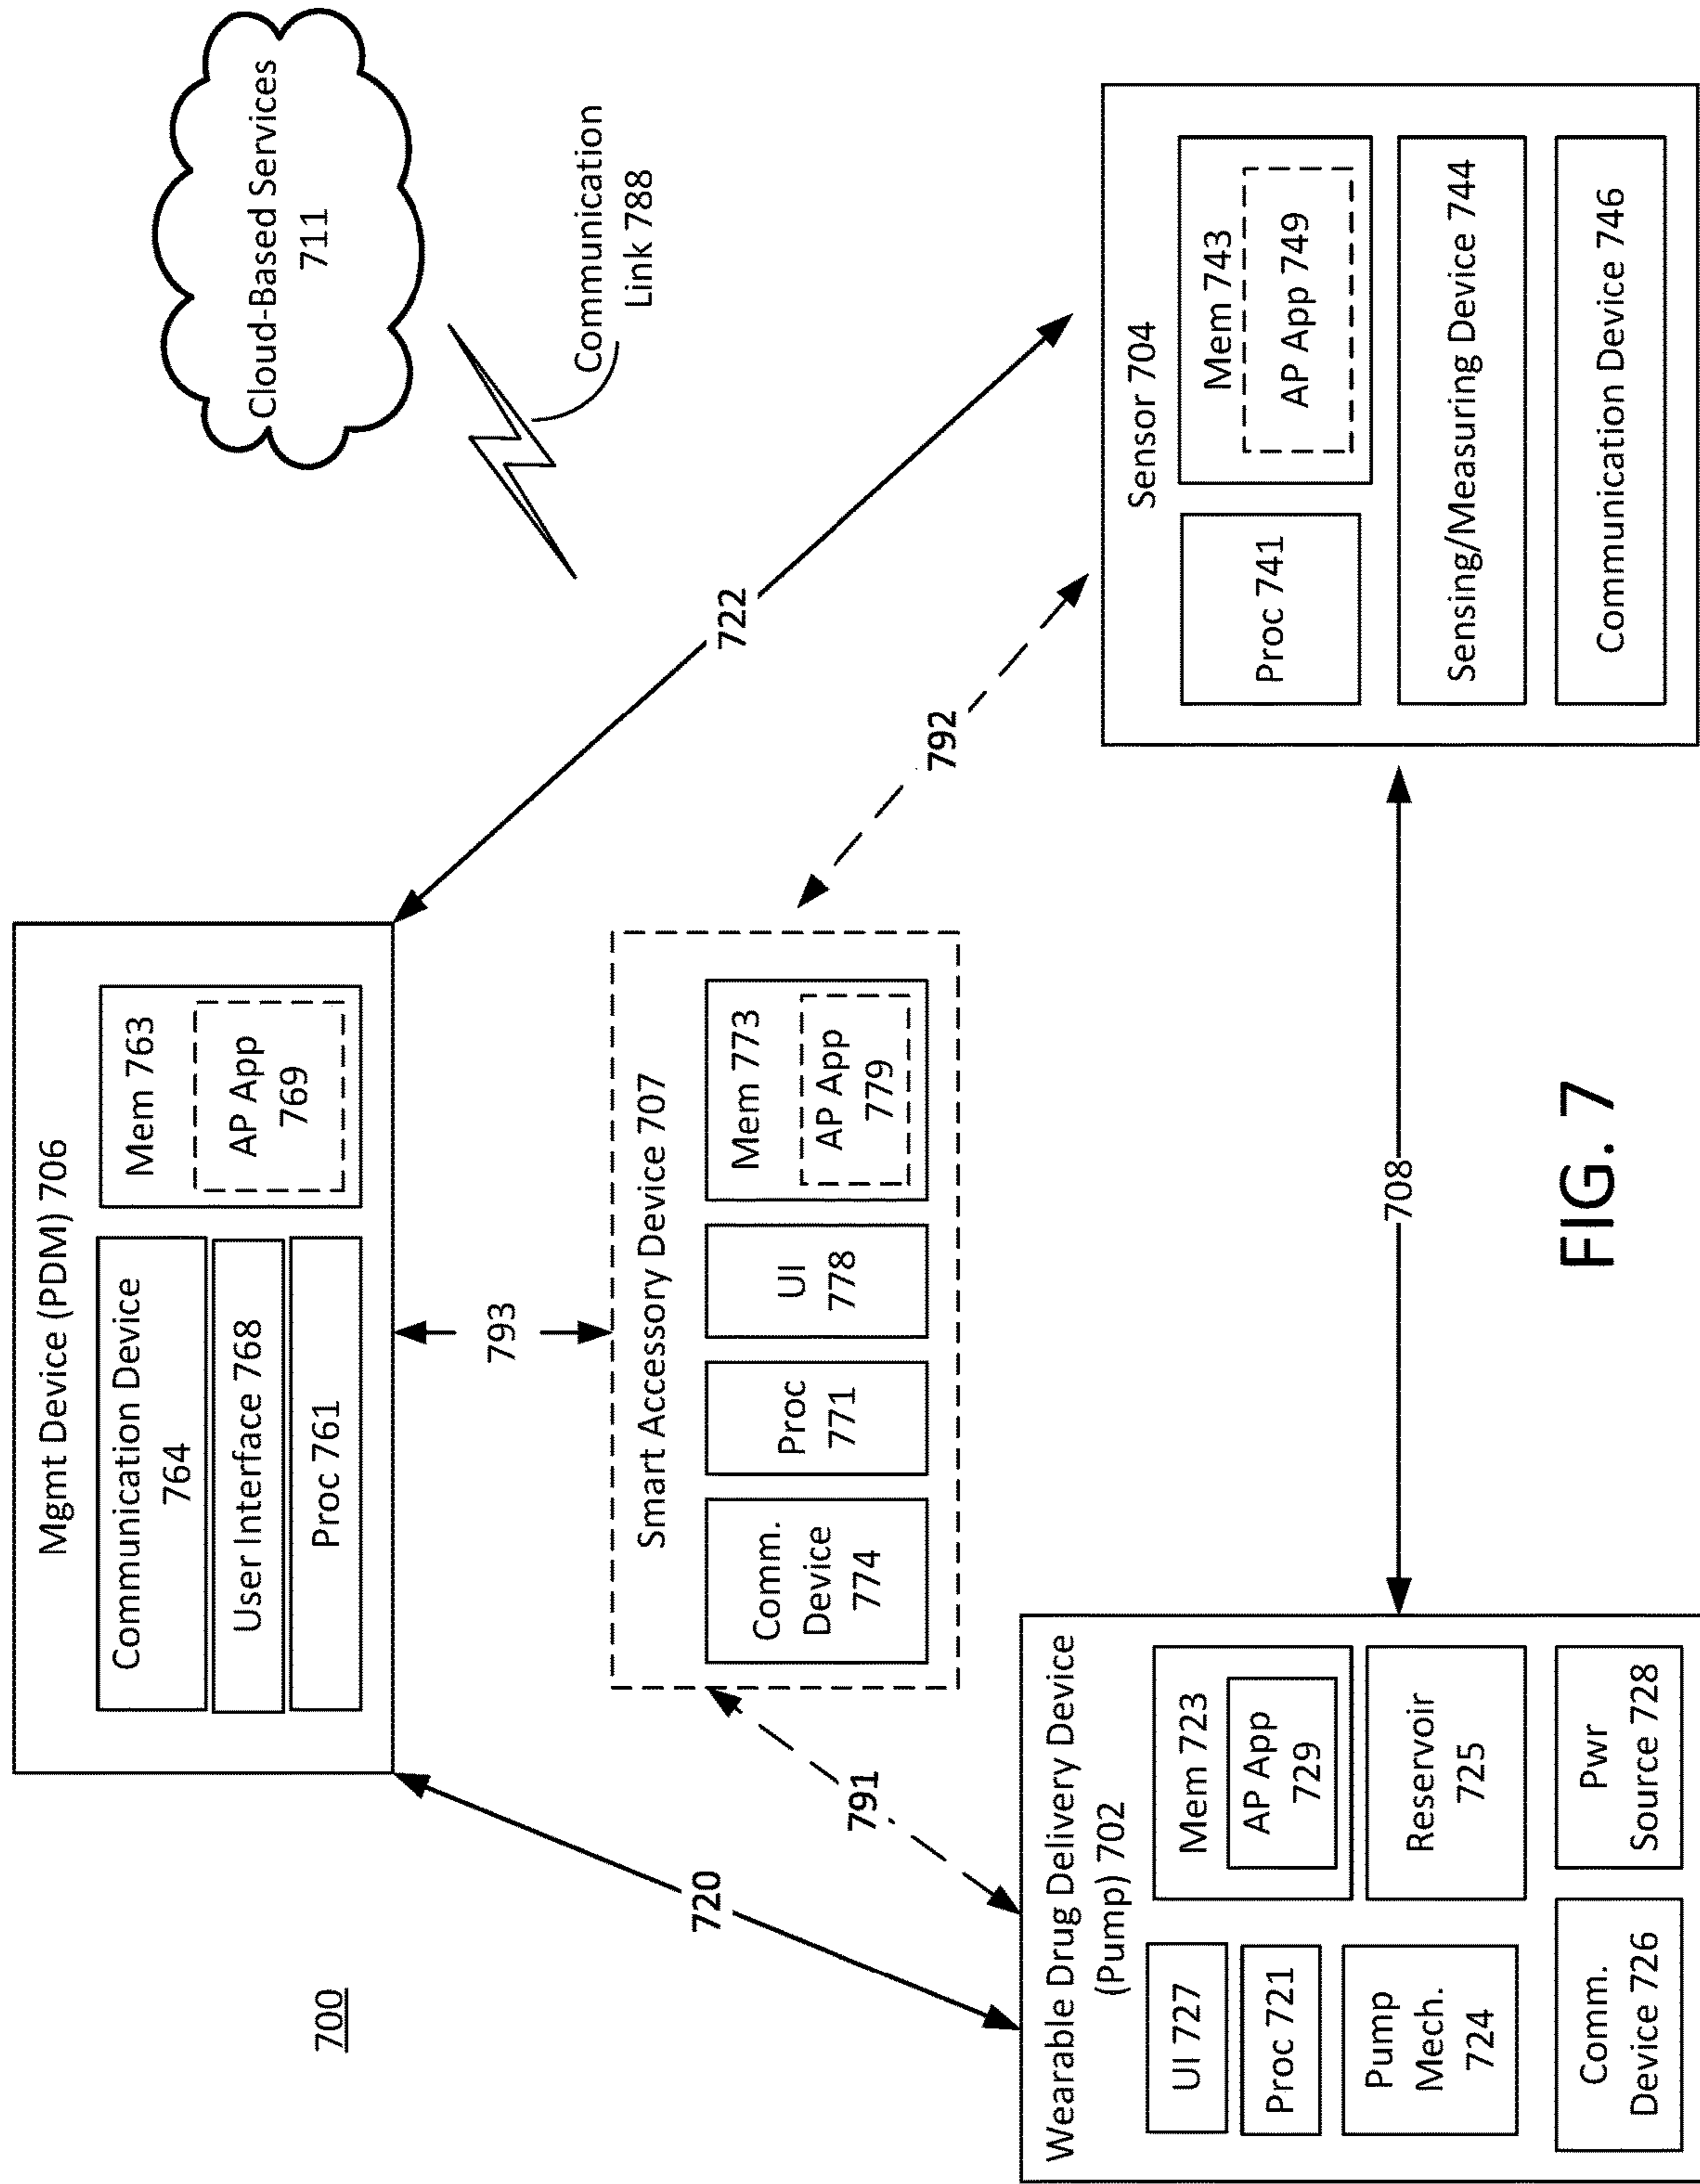 700
Mgmt Device (PDM) 706
Communication Device
764
User Interface 768
Proc 761
Mem 763
AP App
769
Cloud-Based Services
711
Communication
Link 788
720
793
722
Smart Accessory Device 707
Comm.
Device
774
Proc
771
UI
778
Mem 773
AP App
779
791
792
Wearable Drug Delivery Device
(Pump) 702
UI 727
Proc 721
Pump
Mech.
724
Comm.
Device 726
Mem 723
AP App
729
Reservoir
725
Pwr
Source 728
708
Sensor 704
Proc 741
Mem 743
AP App 749
Sensing/Measuring Device 744
Communication Device 746
FIG. 7